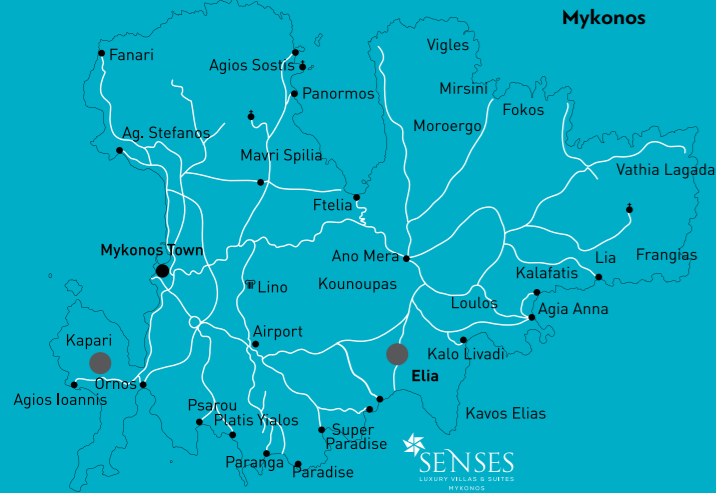 Mykonos
Fanari
Vigles
Agios Sostis
Mirsini
Panormos
Fokos
Moroergo
Ag. Stefanos
Mavri Spilia
Vathia Lagada
Ftelia
Mykonos Town
Ano Mera
Lia
Frangias
Kalafatis
Kounoupas
Lino
Loulos
Agia Anna
Airport
Kapari
Kalo Livadi
Elia
Ornos
Agios Ioannis
Psarou
Kavos Elias
Platis Yialos
Super
Paradise
Paranga
Paradise
SENSES
LUXURY VILLAS & SUITES
MYKONOS